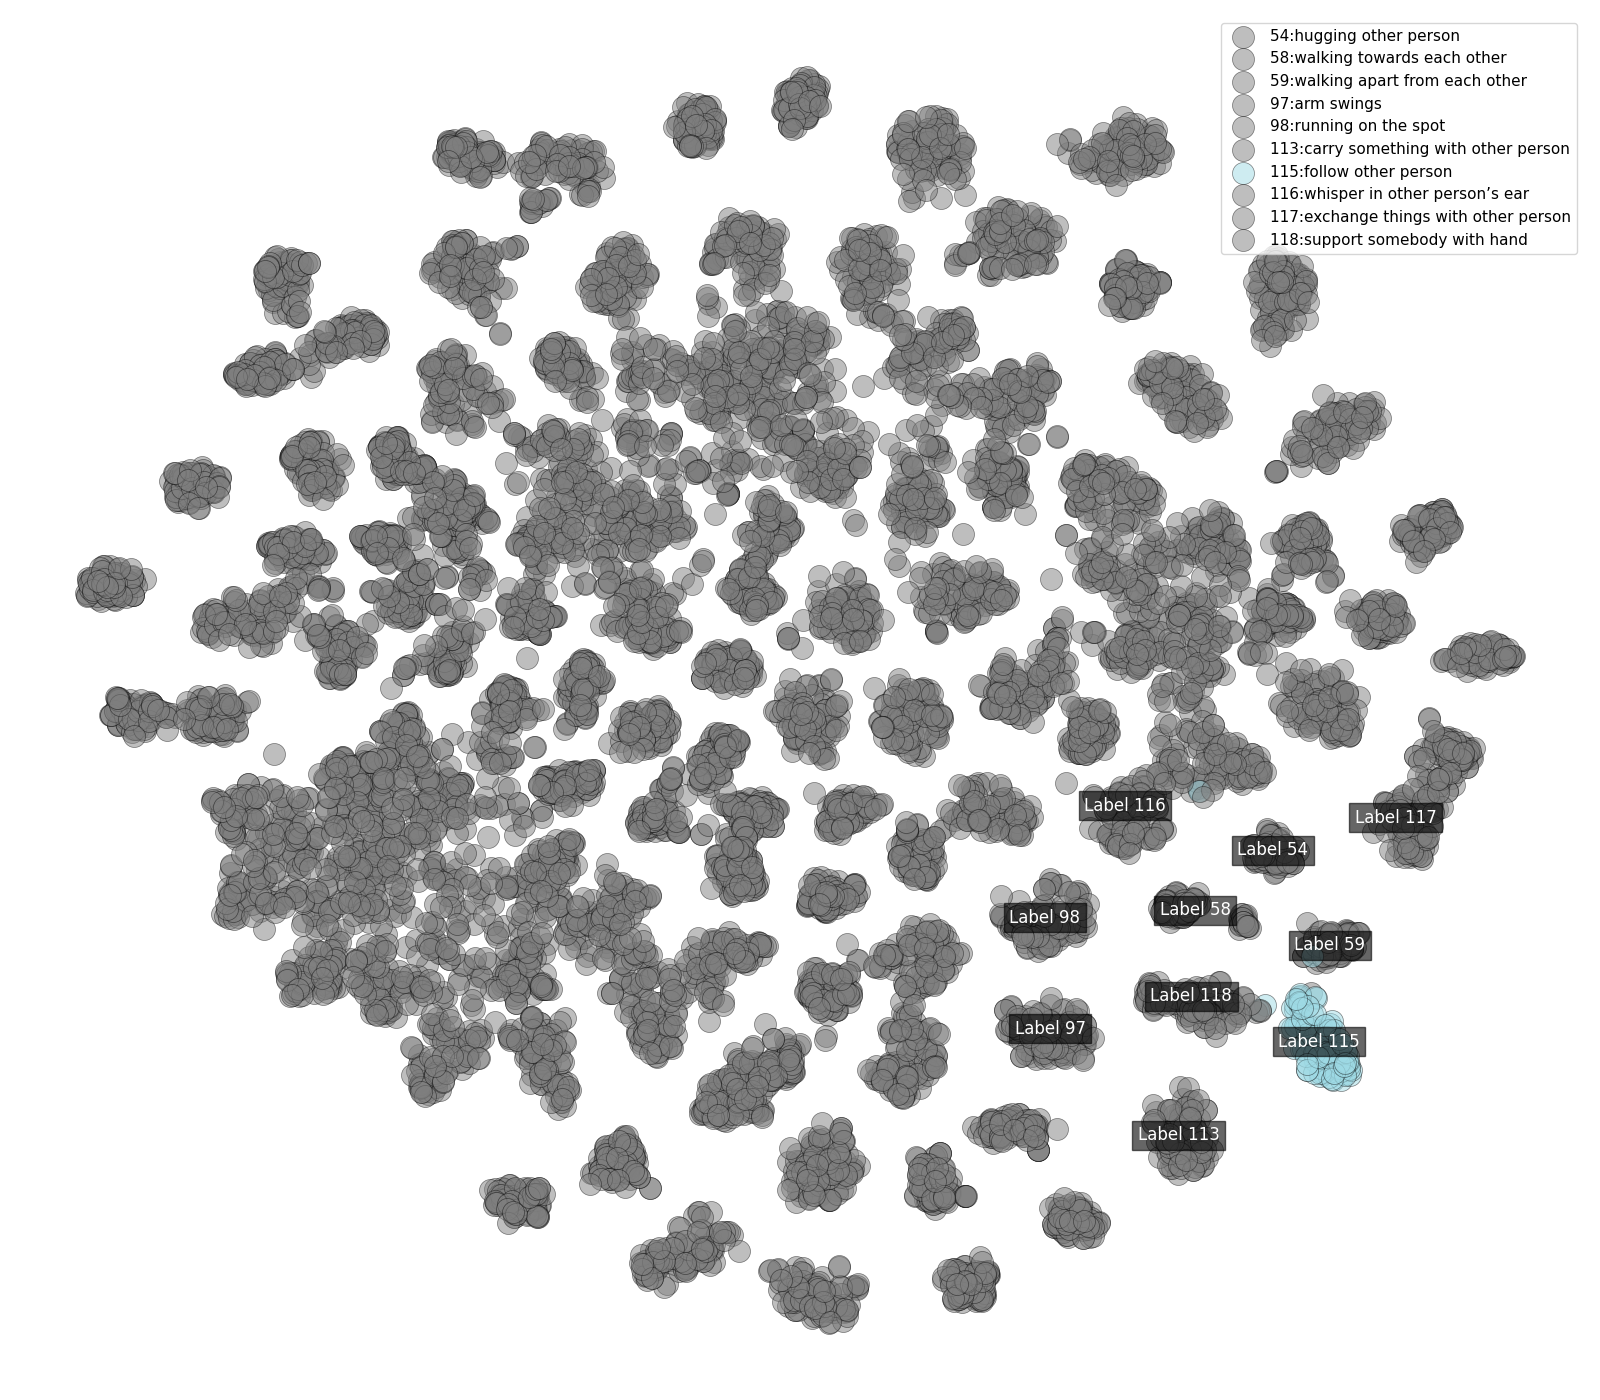 54:hugging other person
58:walking towards each other
59:walking apart from each other
97:arm swings
98:running on the spot
113:carry something with other person
115:follow other person
116:whisper in other person’s ear
117:exchange things with other person
118:support somebody with hand
Label 116
Label 117
Label 54
Label 58
Label 98
Label 59
Label 118
Label 97
Label 115
Label 113